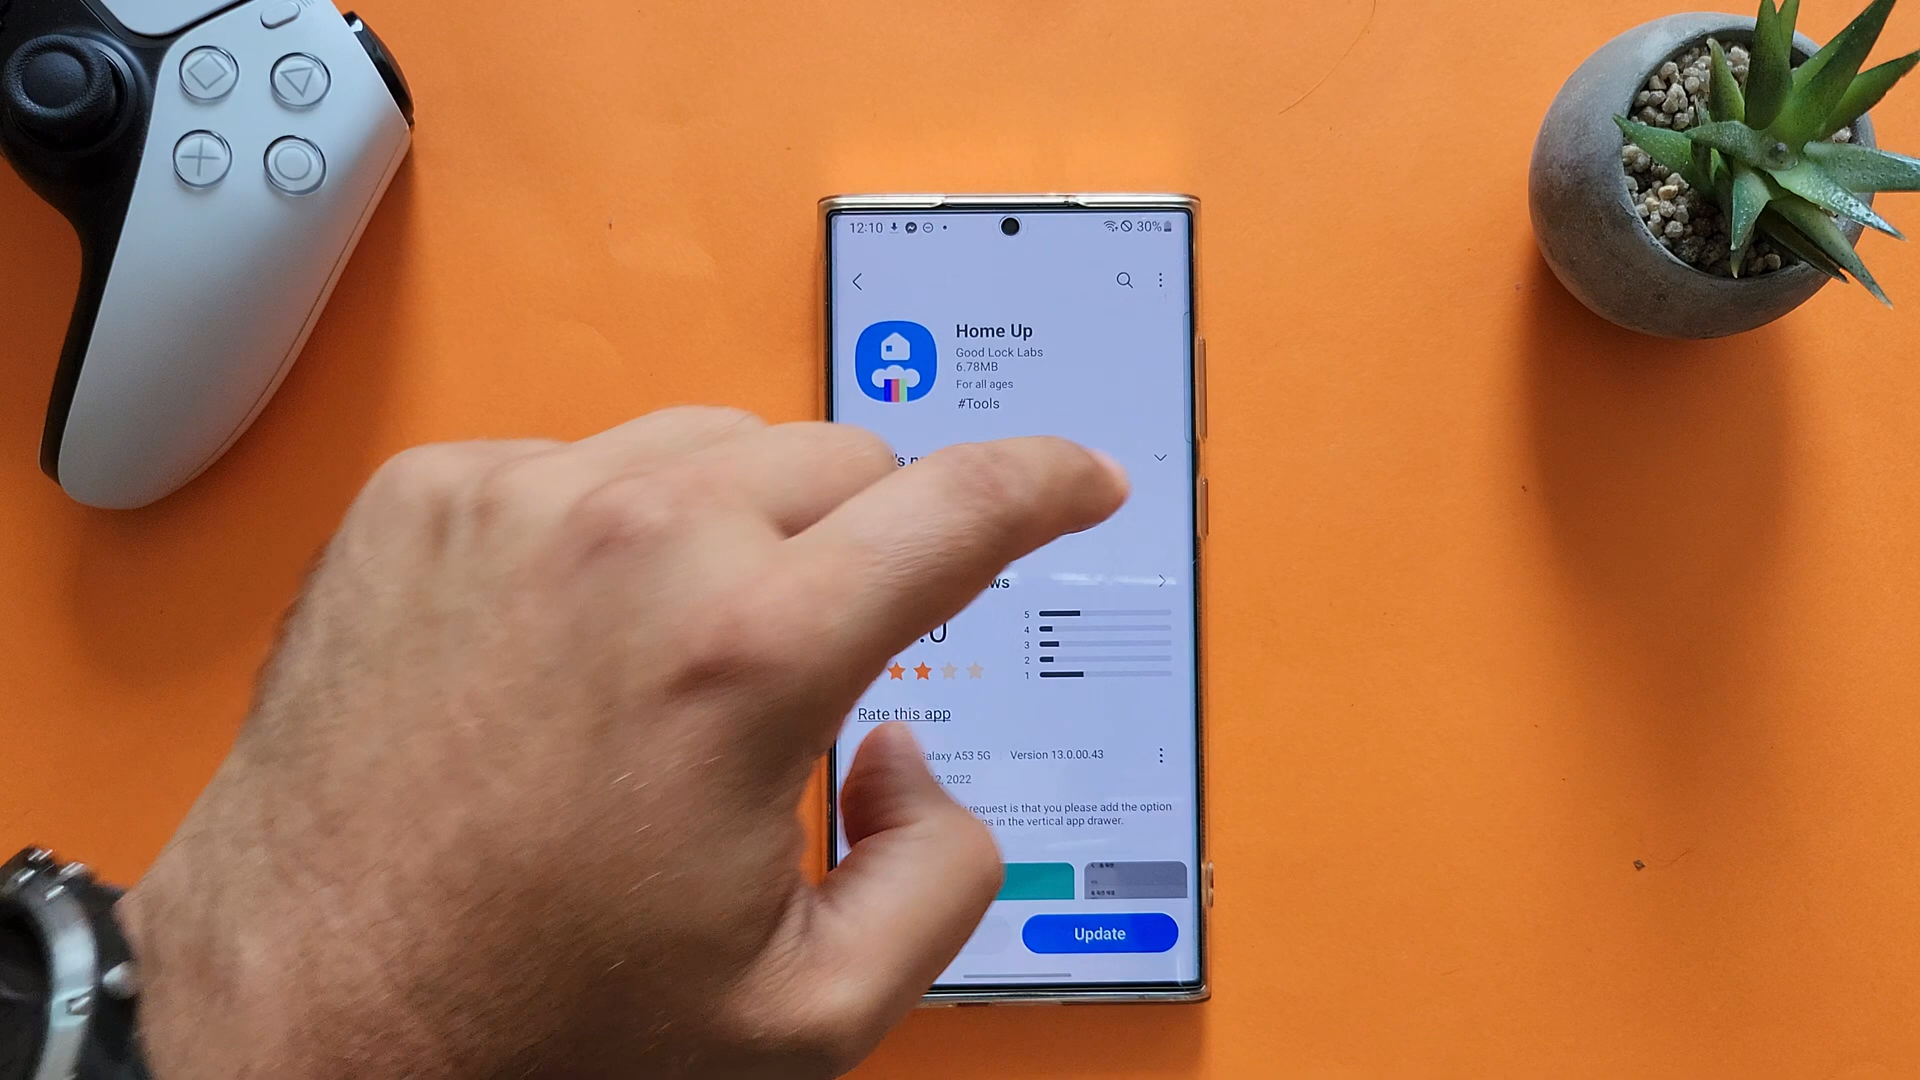 12:10
30%
Home Up
Good Lock Labs
6.78MB
For all ages
#Tools
5
4
3
2
1
Rate this app
A53 5G Version 13.0.00.43
2022
request is that you please add the option
in the vertical app drawer.
Update